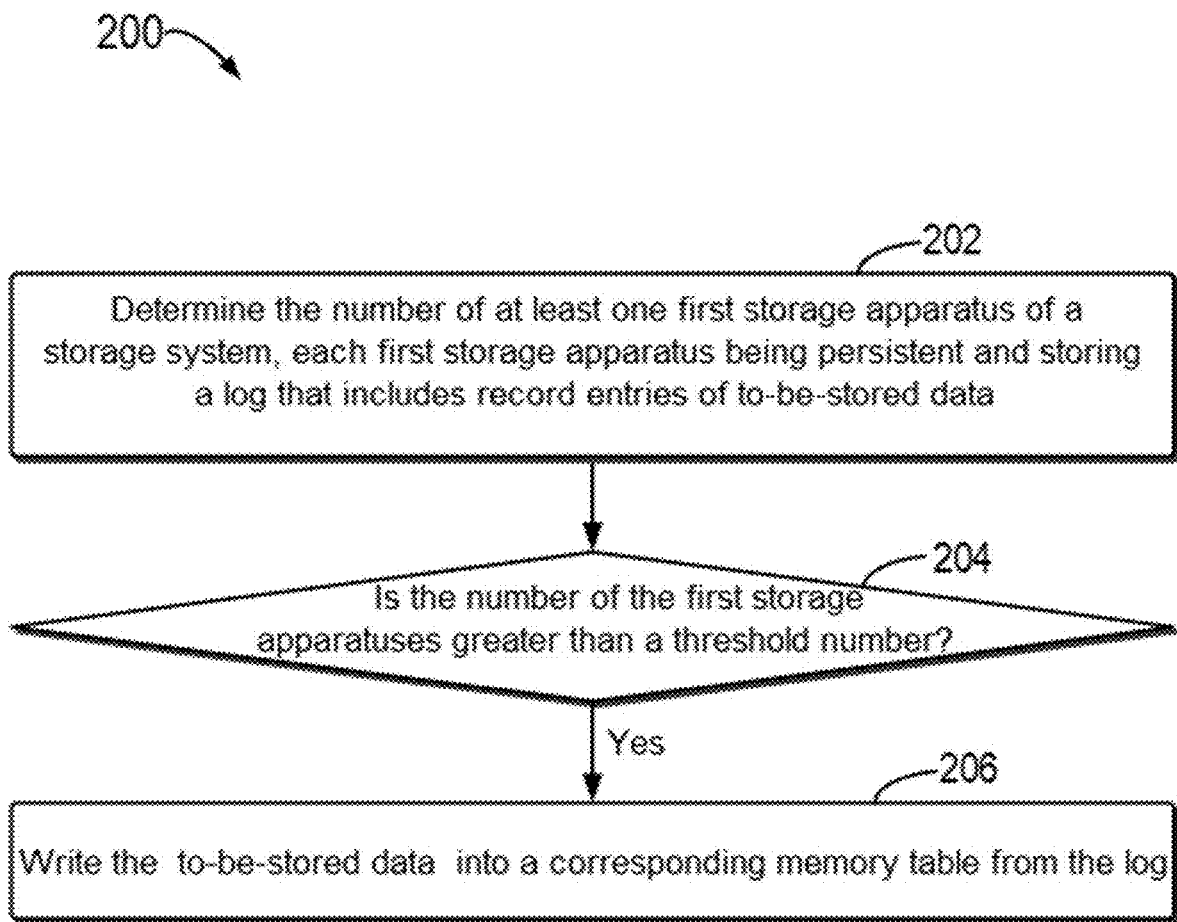 200
202
Determine the number of at least one first storage apparatus of a
storage system, each first storage apparatus being persistent and storing
a log that includes record entries of to-be-stored data
204
Is the number of the first storage
apparatuses greater than a threshold number?
Yes
206
Write the to-be-stored data into a corresponding memory table from the log